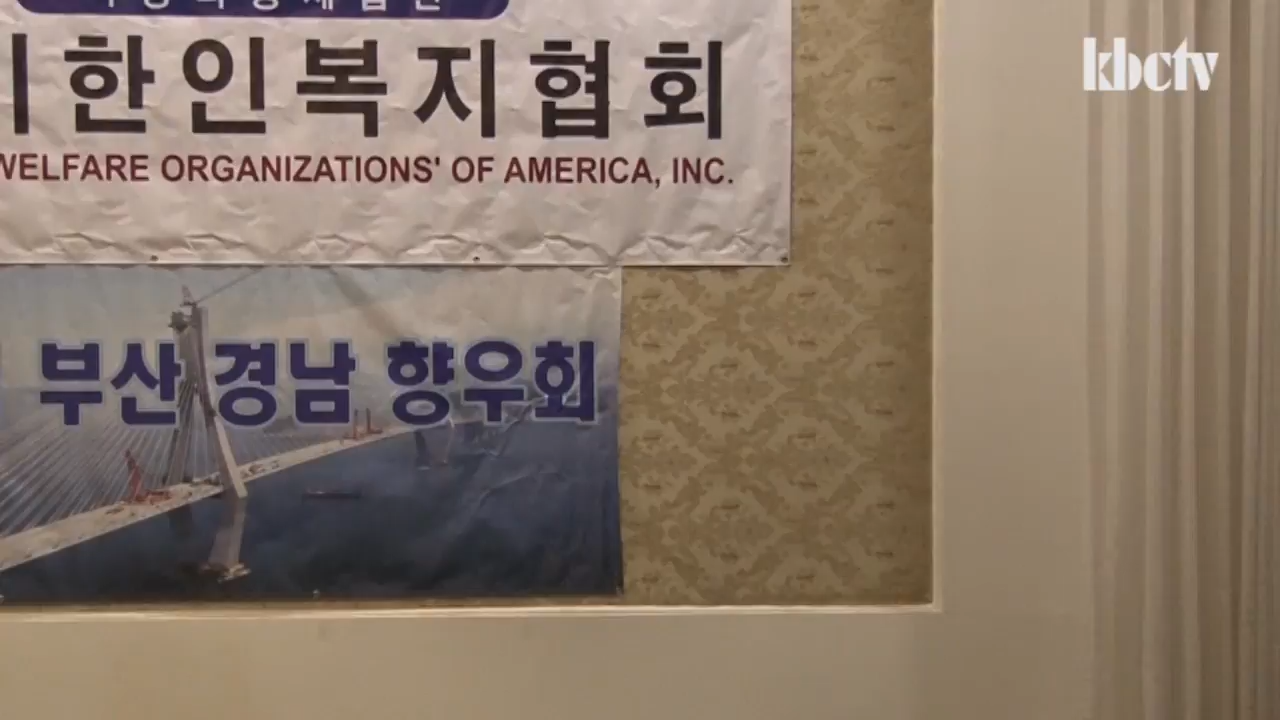 kbctv
한인복지협회
WELFARE ORGANIZATIONS' OF AMERICA, INC.
부산 경남 향우회